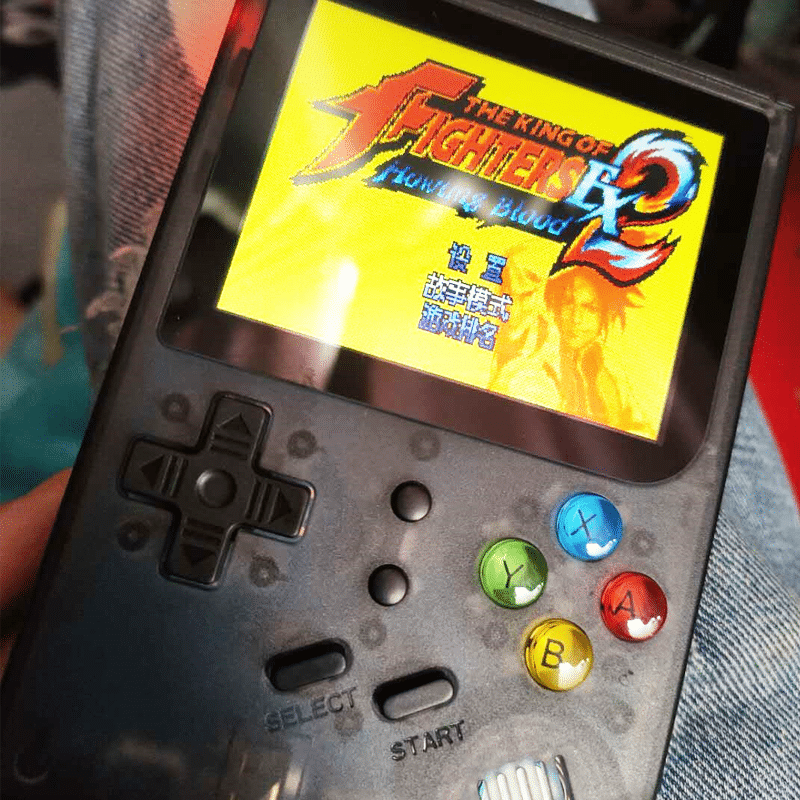 THE KING OF
FIGHTERS EX2
Howling Blood
设置
故事模式
游戏排名
X
Y
A
B
SELECT
START